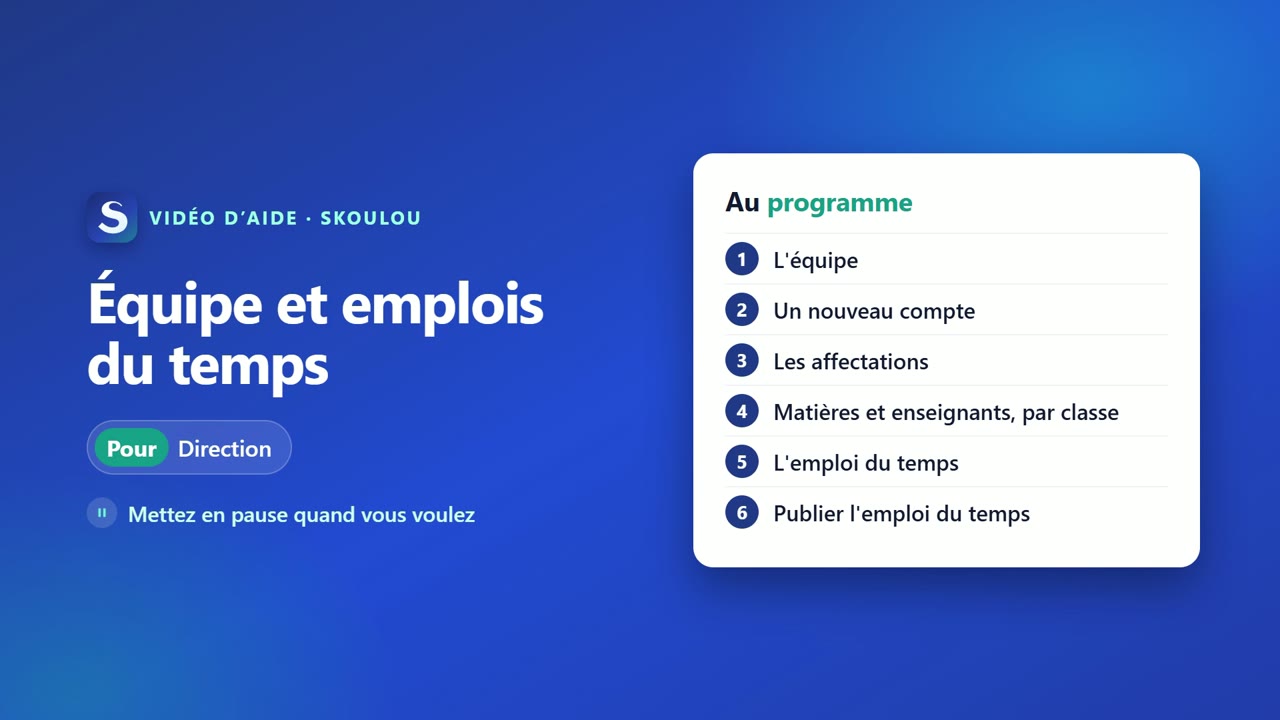 S
VIDÉO D’AIDE · SKOULOU
Équipe et emplois
du temps
Pour Direction
Mettez en pause quand vous voulez
Au programme
1 L'équipe
2 Un nouveau compte
3 Les affectations
4 Matières et enseignants, par classe
5 L'emploi du temps
6 Publier l'emploi du temps